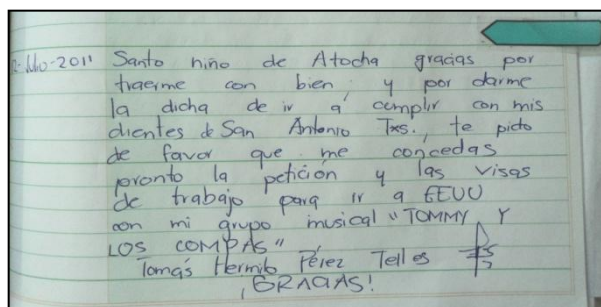 -Julio-2011 Santo niño de Atocha gracias por
traerme con bien, y por darme
la dicha de ir a cumplir con mis
clientes de San Antonio Txs., te pido
de favor que me concedas
pronto la petición y las visas
de trabajo para ir a EEUU
con mi grupo musical "TOMMY Y
LOS COMPAS"
Tomás Hermilo Pérez Telles
¡GRACIAS!